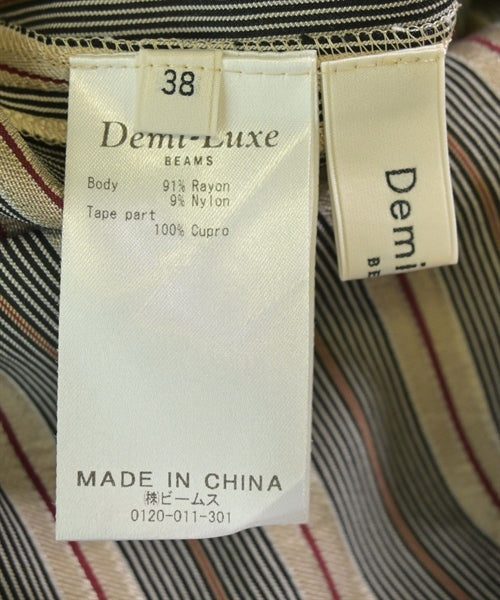 38
Demi-Luxe
BEAMS
Body 91% Rayon
9% Nylon
Tape part
100% Cupro
MADE IN CHINA
㈱ビームス
0120-011-301
Demi
BE